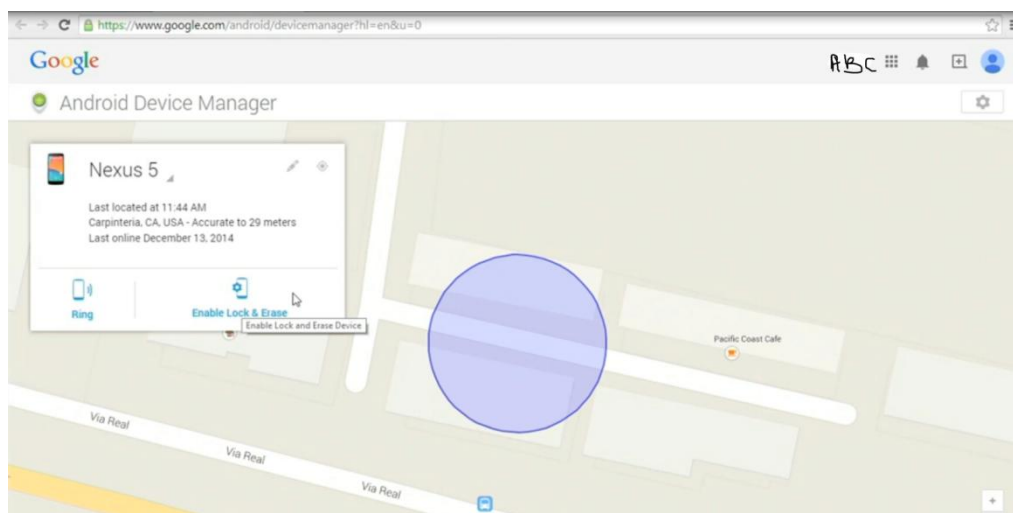 https://www.google.com/android/devicemanager?hl=en&u=0
Google
ABC
Android Device Manager
Nexus 5
Last located at 11:44 AM
Carpinteria, CA, USA - Accurate to 29 meters
Last online December 13, 2014
Ring
Enable Lock & Erase
Enable Lock and Erase Device
Pacific Coast Cafe
Via Real
Via Real
Via Real